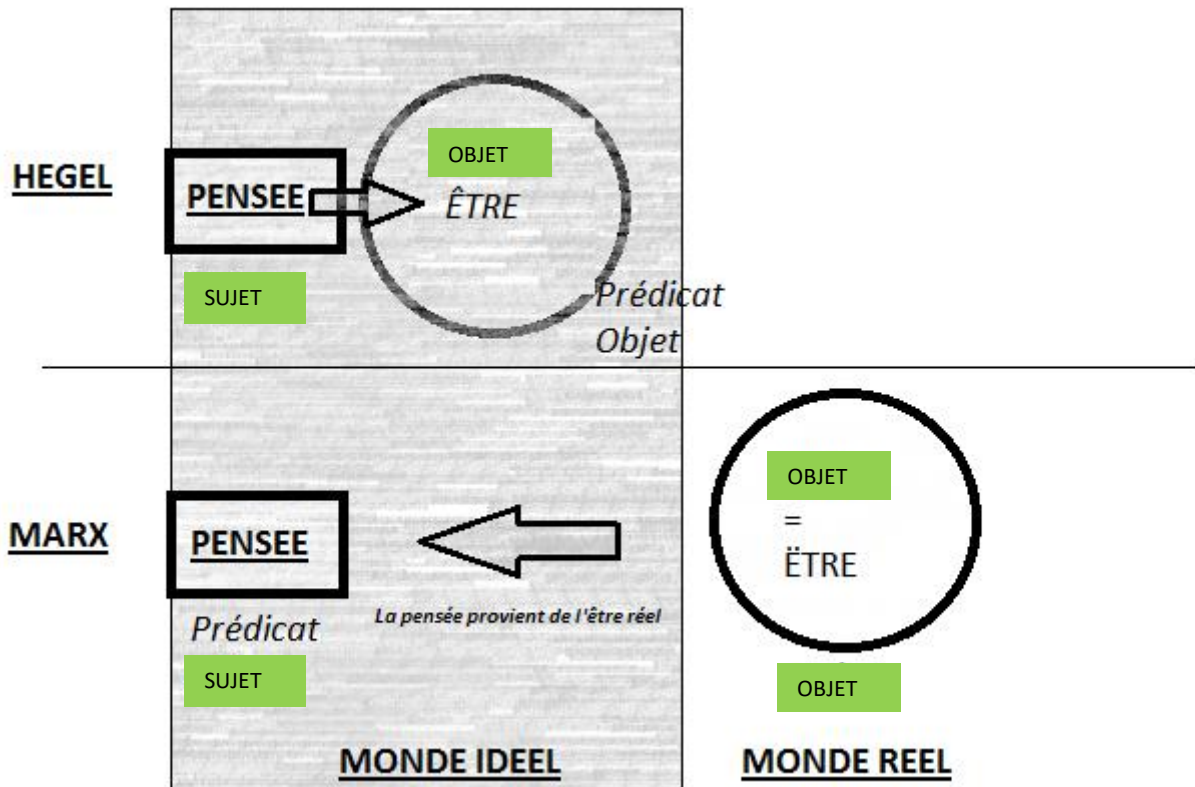 HEGEL
PENSEE
SUJET
OBJET
ÊTRE
Prédicat
Objet
MARX
PENSEE
Prédicat
SUJET
La pensée provient de l'être réel
OBJET
=
ËTRE
OBJET
MONDE IDEEL
MONDE REEL